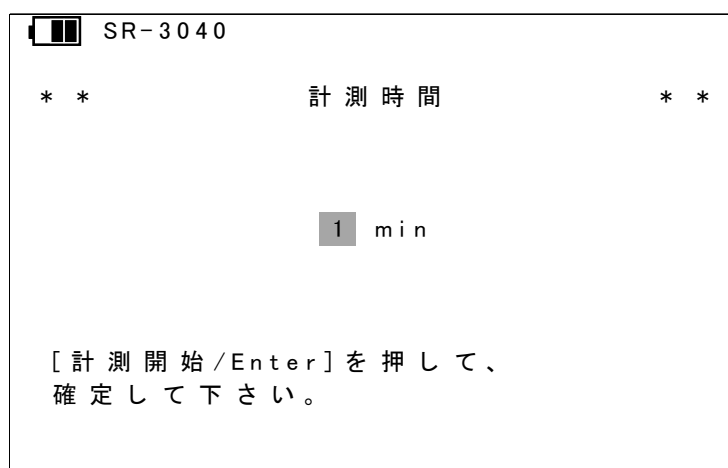 SR-3040
** 計測時間 **
1 min
[計測開始/Enter]を押して、
確定して下さい。